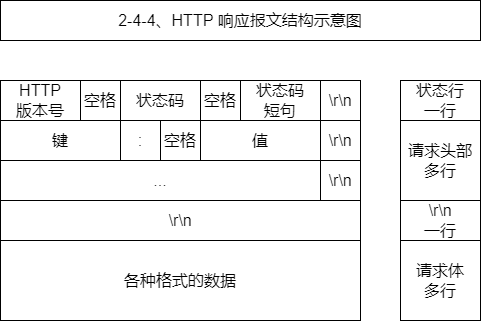 2-4-4、HTTP 响应报文结构示意图
HTTP
版本号
空格
状态码
空格
状态码
短句
\r\n
状态行
一行
键
:
空格
值
\r\n
请求头部
多行
...
\r\n
\r\n
\r\n
一行
各种格式的数据
请求体
多行